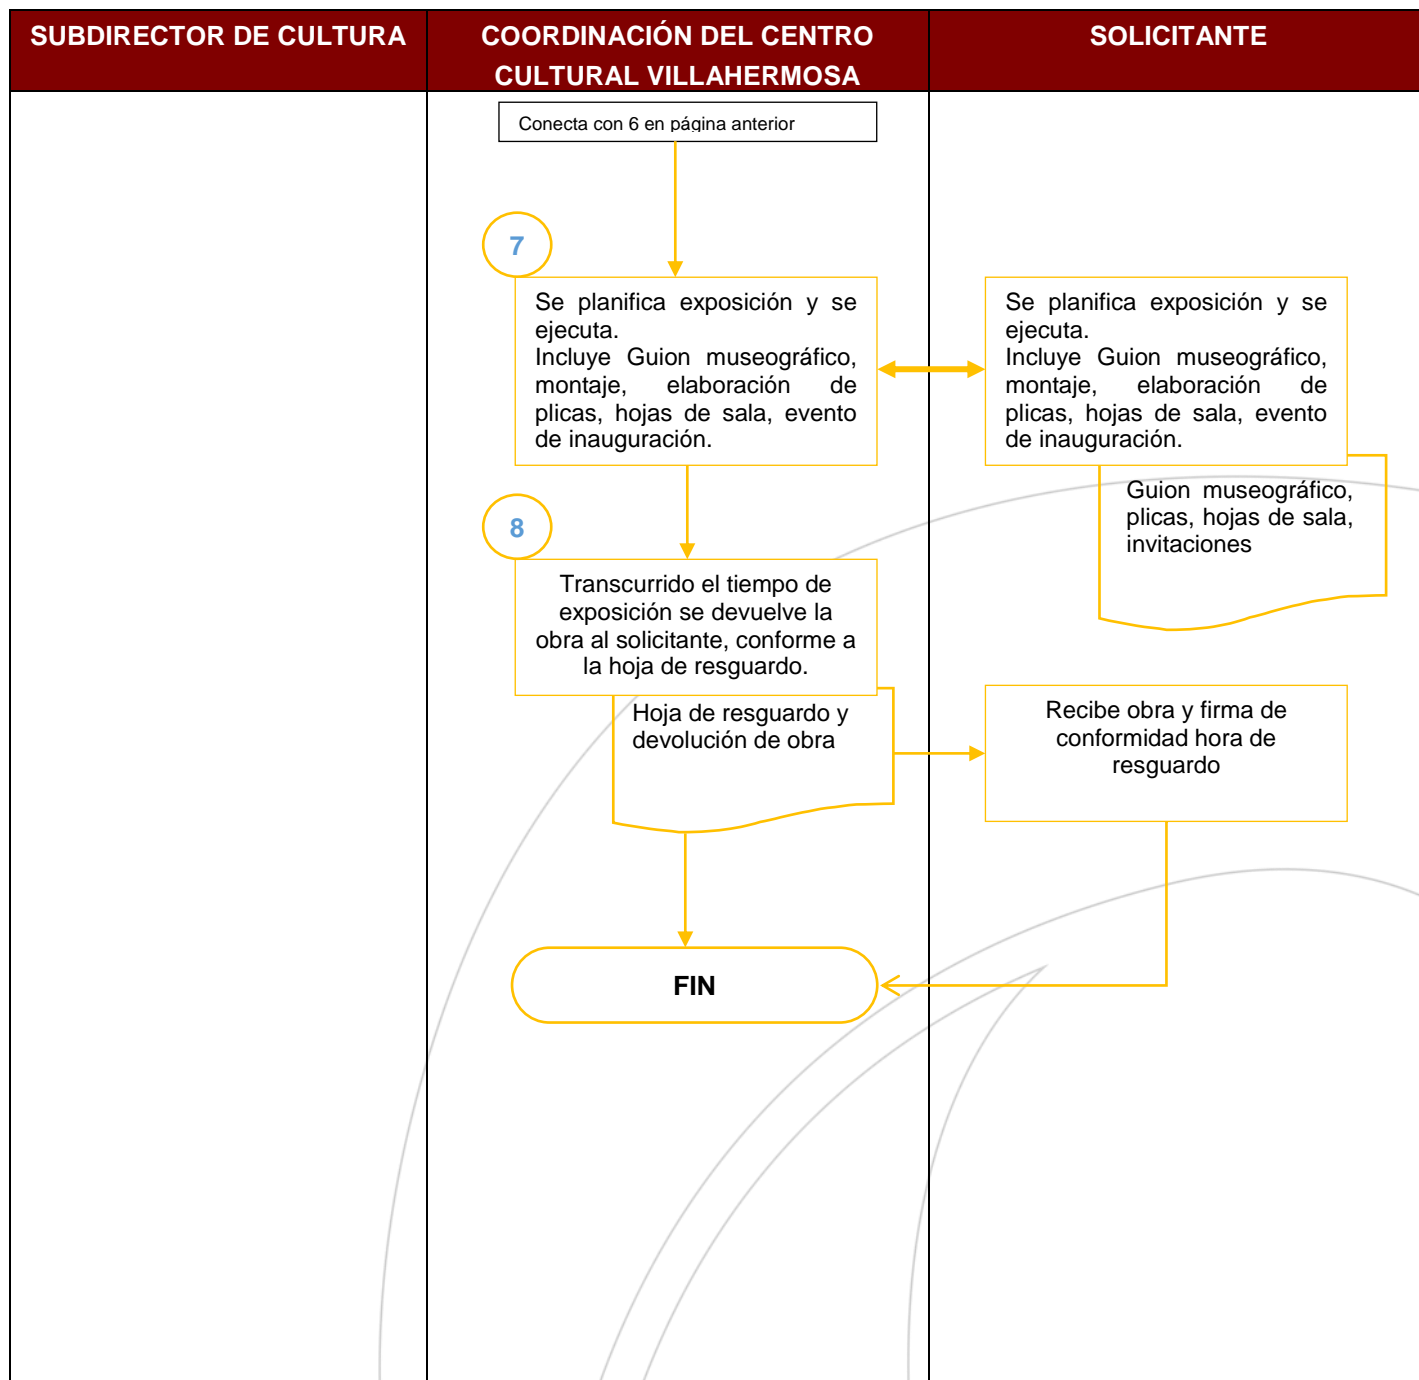 SUBDIRECTOR DE CULTURA
COORDINACIÓN DEL CENTRO
CULTURAL VILLAHERMOSA
SOLICITANTE
Conecta con 6 en página anterior
7
Se planifica exposición y se
ejecuta.
Incluye Guion museográfico,
montaje, elaboración de
plicas, hojas de sala, evento
de inauguración.
Se planifica exposición y se
ejecuta.
Incluye Guion museográfico,
montaje, elaboración de
plicas, hojas de sala, evento
de inauguración.
Guion museográfico,
plicas, hojas de sala,
invitaciones
8
Transcurrido el tiempo de
exposición se devuelve la
obra al solicitante, conforme a
la hoja de resguardo.
Hoja de resguardo y
devolución de obra
Recibe obra y firma de
conformidad hora de
resguardo
FIN